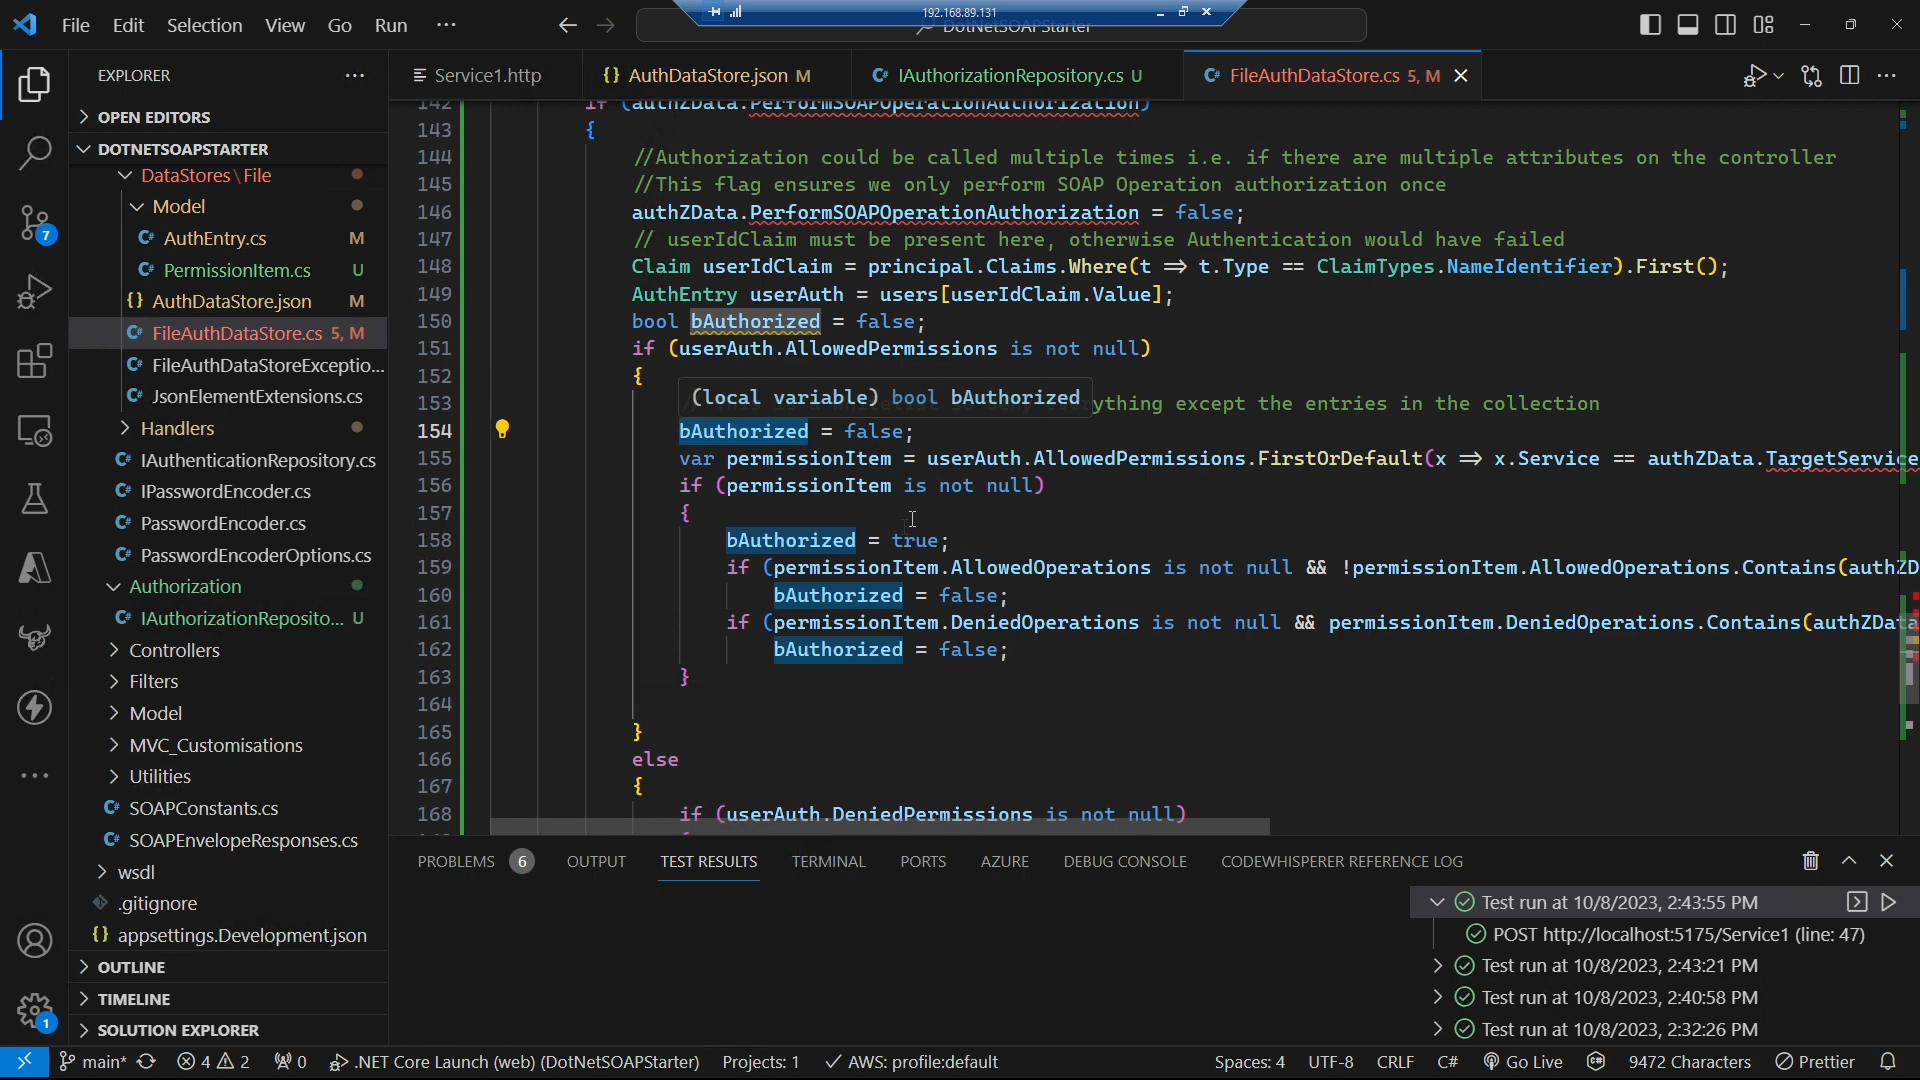 192.168.89.131
File Edit Selection View Go Run ···
DotNetSOAPStarter
EXPLORER ···
Service1.http {} AuthDataStore.json M C# IAuthorizationRepository.cs U C# FileAuthDataStore.cs 5, M
OPEN EDITORS
DOTNETSOAPSTARTER
DataStores\File
Model
AuthEntry.cs M
PermissionItem.cs U
{} AuthDataStore.json M
FileAuthDataStore.cs 5, M
FileAuthDataStoreExceptio...
JsonElementExtensions.cs
Handlers
IAuthenticationRepository.cs
IPasswordEncoder.cs
PasswordEncoder.cs
PasswordEncoderOptions.cs
Authorization
IAuthorizationReposito... U
Controllers
Filters
Model
MVC_Customisations
Utilities
SOAPConstants.cs
SOAPEnvelopeResponses.cs
wsdl
.gitignore
{} appsettings.Development.json
OUTLINE
TIMELINE
SOLUTION EXPLORER
7
1
142 if (authZData.PerformSOAPOperationAuthorization)
143 {
144 //Authorization could be called multiple times i.e. if there are multiple attributes on the controller
145 //This flag ensures we only perform SOAP Operation authorization once
146 authZData.PerformSOAPOperationAuthorization = false;
147 // userIdClaim must be present here, otherwise Authentication would have failed
148 Claim userIdClaim = principal.Claims.Where(t => t.Type == ClaimTypes.NameIdentifier).First();
149 AuthEntry userAuth = users[userIdClaim.Value];
150 bool bAuthorized = false;
151 if (userAuth.AllowedPermissions is not null)
152 {
(local variable) bool bAuthorized
153 ything except the entries in the collection
154 bAuthorized = false;
155 var permissionItem = userAuth.AllowedPermissions.FirstOrDefault(x => x.Service == authZData.TargetService
156 if (permissionItem is not null)
157 {
158 bAuthorized = true;
159 if (permissionItem.AllowedOperations is not null && !permissionItem.AllowedOperations.Contains(authZD
160 bAuthorized = false;
161 if (permissionItem.DeniedOperations is not null && permissionItem.DeniedOperations.Contains(authZData
162 bAuthorized = false;
163 }
164
165 }
166 else
167 {
168 if (userAuth.DeniedPermissions is not null)
PROBLEMS 6 OUTPUT TEST RESULTS TERMINAL PORTS AZURE DEBUG CONSOLE CODEWHISPERER REFERENCE LOG
Test run at 10/8/2023, 2:43:55 PM
POST http://localhost:5175/Service1 (line: 47)
Test run at 10/8/2023, 2:43:21 PM
Test run at 10/8/2023, 2:40:58 PM
Test run at 10/8/2023, 2:32:26 PM
main* 4 2 0 .NET Core Launch (web) (DotNetSOAPStarter) Projects: 1 AWS: profile:default Spaces: 4 UTF-8 CRLF C# Go Live 9472 Characters Prettier